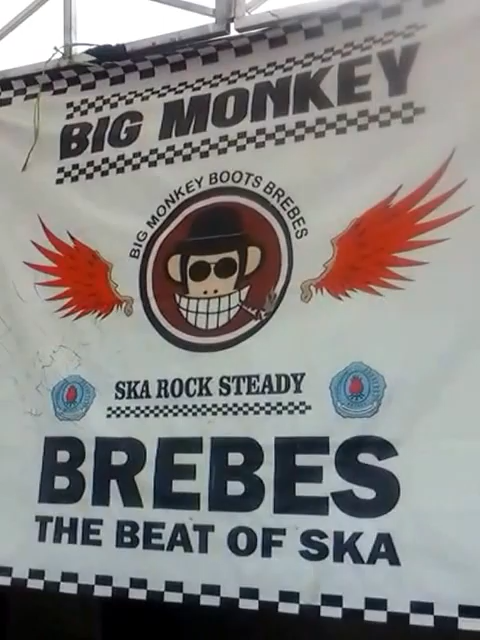 BIG MONKEY
BIG MONKEY BOOTS BREBES
SKA ROCK STEADY
BREBES
THE BEAT OF SKA